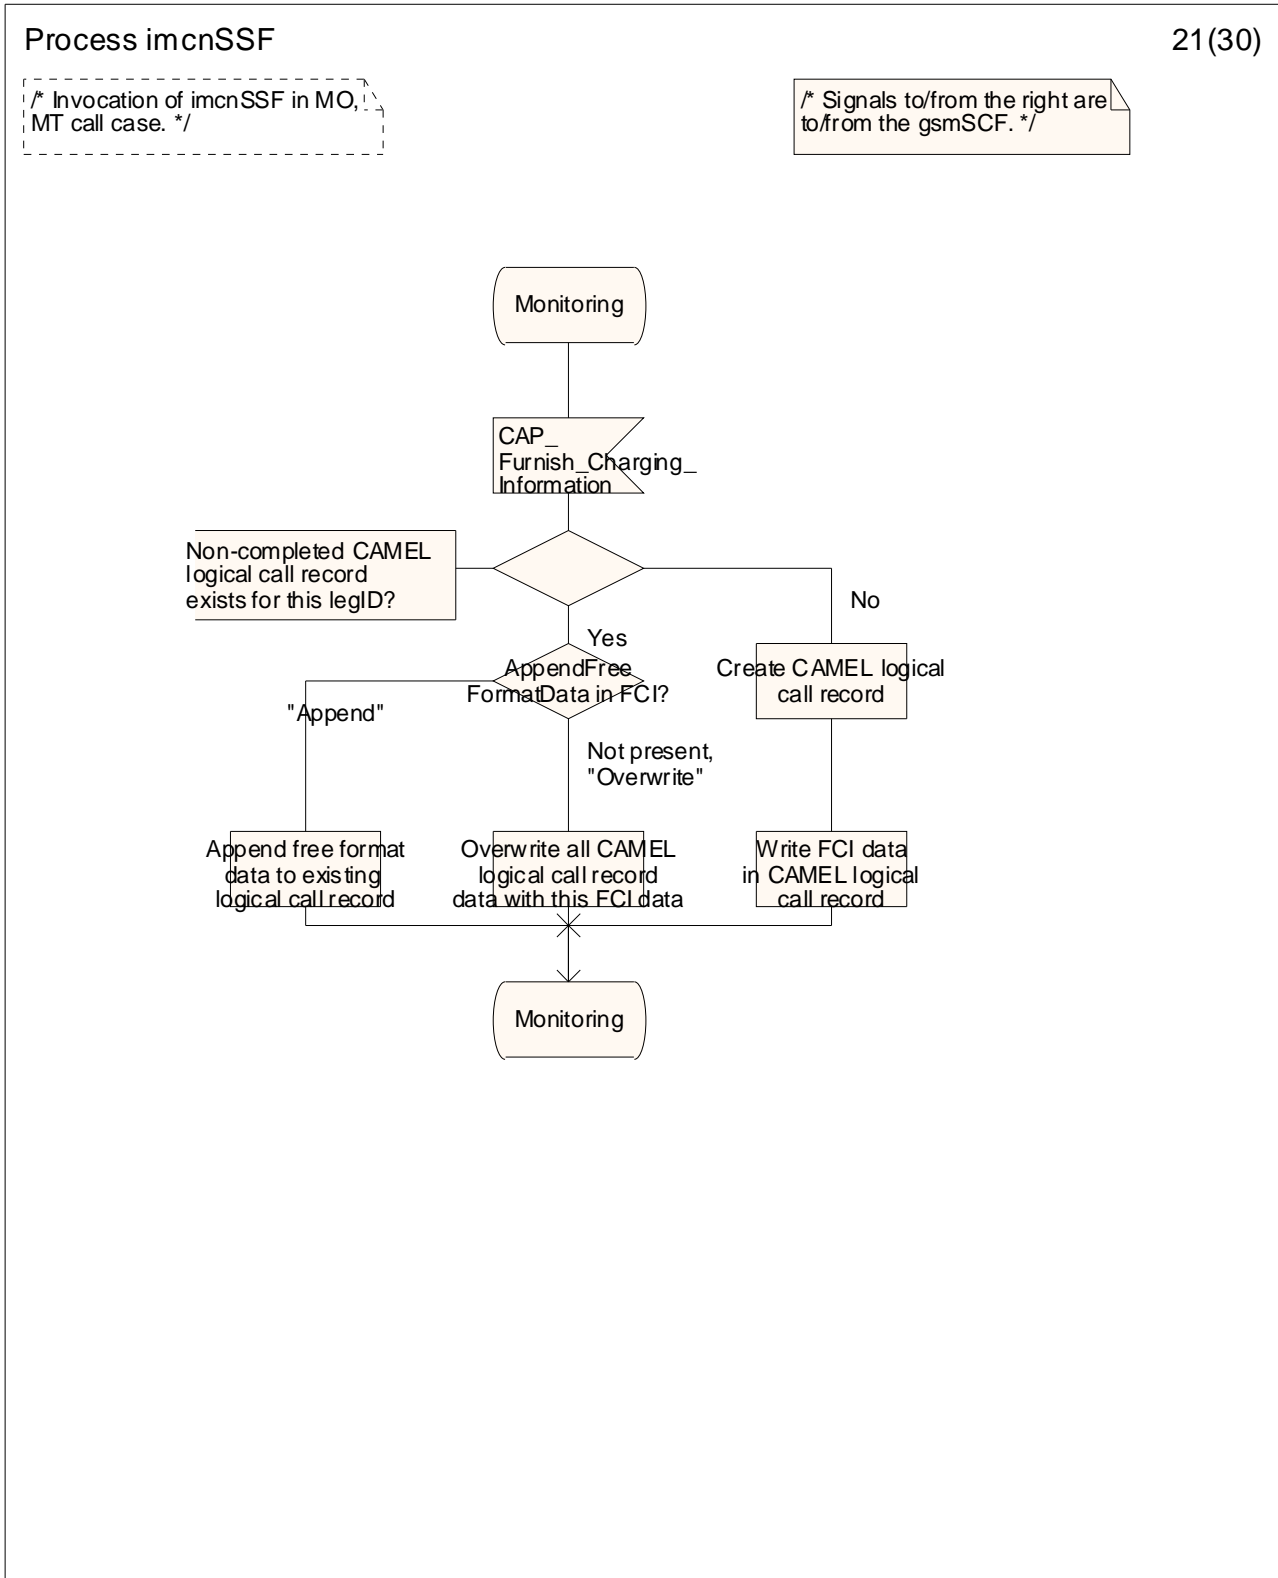 Process imcnSSF
21(30)
/* Invocation of imcnSSF in MO,
MT call case. */
/* Signals to/from the right are
to/from the gsmSCF. */
Monitoring
CAP_
Furnish_Charging_
Information
Non-completed CAMEL
logical call record
exists for this legID?
No
Yes
AppendFree
FormatData in FCI?
Create CAMEL logical
call record
"Append"
Not present,
"Overwrite"
Append free format
data to existing
logical call record
Overwrite all CAMEL
logical call record
data with this FCI data
Write FCI data
in CAMEL logical
call record
Monitoring